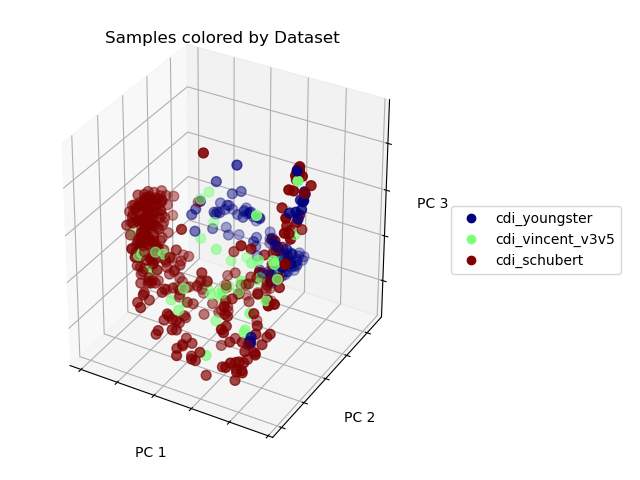 Samples colored by Dataset
PC 3
cdi_youngster
cdi_vincent_v3v5
cdi_schubert
PC 2
PC 1